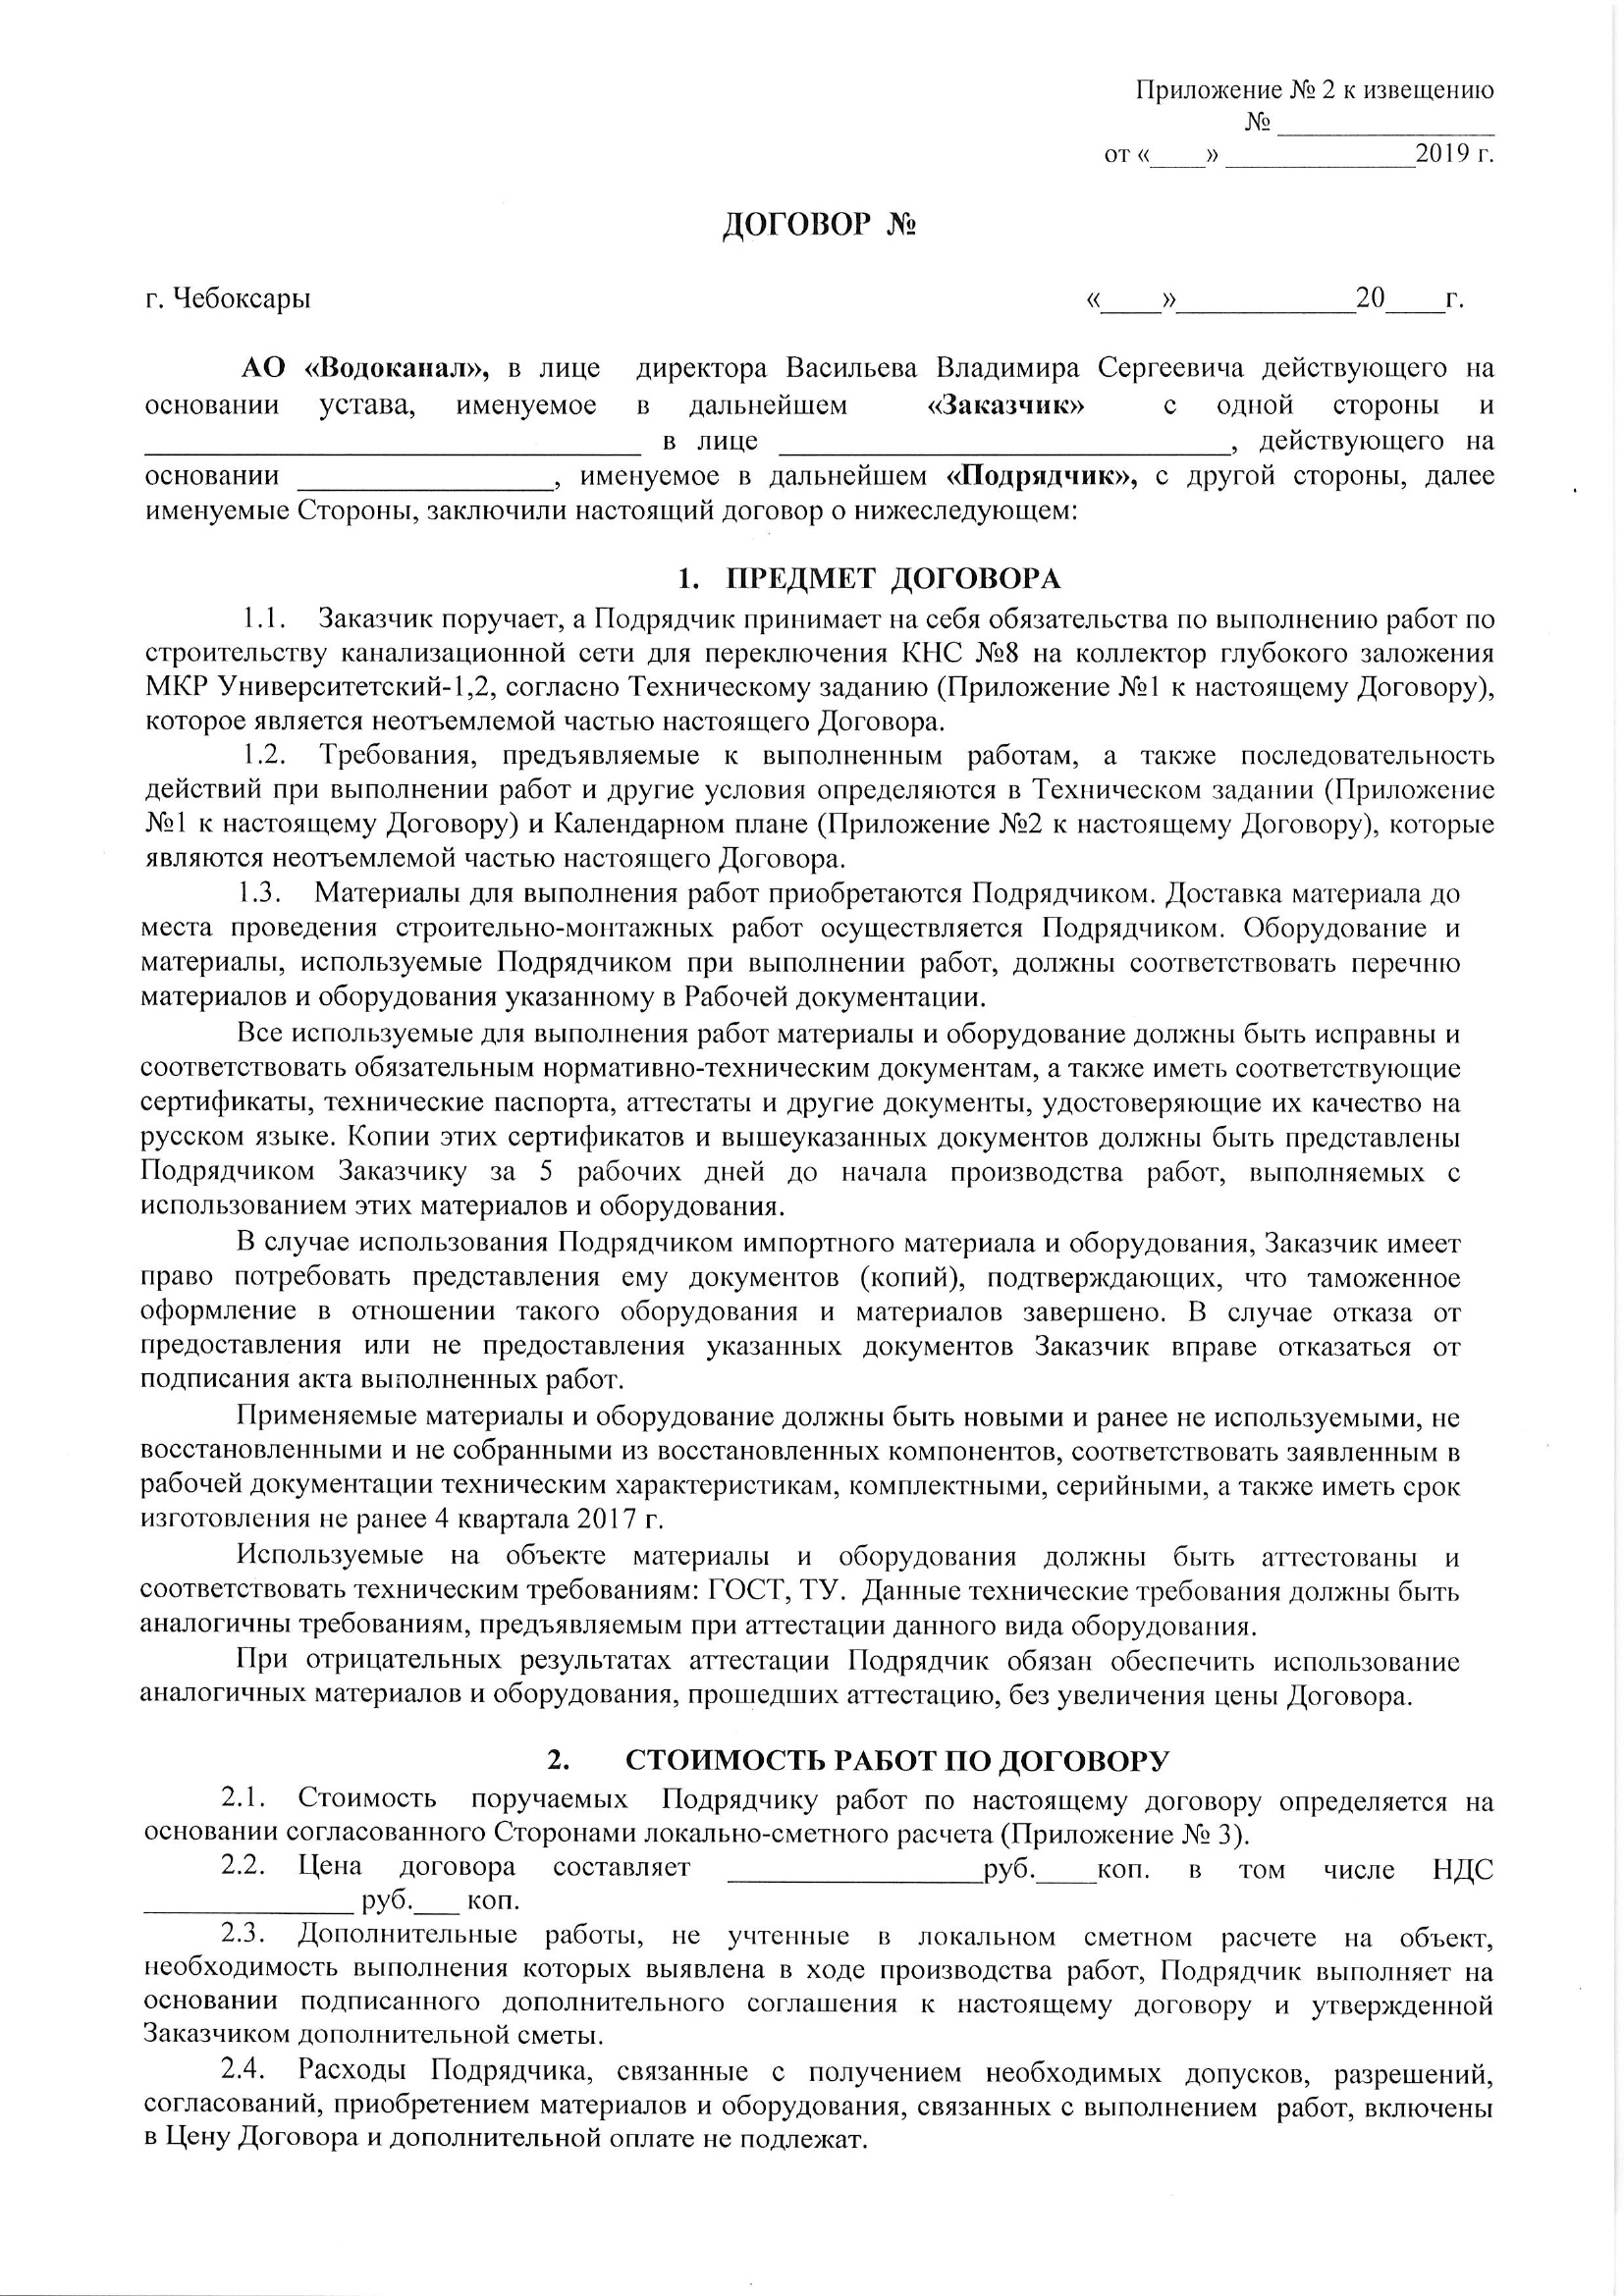 Приложение № 2 к извещению
№ ________________
от «____» ______________2019 г.
ДОГОВОР №
г. Чебоксары «____»____________20____г.
АО «Водоканал», в лице директора Васильева Владимира Сергеевича действующего на
основании устава, именуемое в дальнейшем «Заказчик» с одной стороны и
_________________________________ в лице ______________________________, действующего на
основании _________________, именуемое в дальнейшем «Подрядчик», с другой стороны, далее
именуемые Стороны, заключили настоящий договор о нижеследующем:
1. ПРЕДМЕТ ДОГОВОРА
1.1. Заказчик поручает, а Подрядчик принимает на себя обязательства по выполнению работ по
строительству канализационной сети для переключения КНС №8 на коллектор глубокого заложения
МКР Университетский-1,2, согласно Техническому заданию (Приложение №1 к настоящему Договору),
которое является неотъемлемой частью настоящего Договора.
1.2. Требования, предъявляемые к выполненным работам, а также последовательность
действий при выполнении работ и другие условия определяются в Техническом задании (Приложение
№1 к настоящему Договору) и Календарном плане (Приложение №2 к настоящему Договору), которые
являются неотъемлемой частью настоящего Договора.
1.3. Материалы для выполнения работ приобретаются Подрядчиком. Доставка материала до
места проведения строительно-монтажных работ осуществляется Подрядчиком. Оборудование и
материалы, используемые Подрядчиком при выполнении работ, должны соответствовать перечню
материалов и оборудования указанному в Рабочей документации.
Все используемые для выполнения работ материалы и оборудование должны быть исправны и
соответствовать обязательным нормативно-техническим документам, а также иметь соответствующие
сертификаты, технические паспорта, аттестаты и другие документы, удостоверяющие их качество на
русском языке. Копии этих сертификатов и вышеуказанных документов должны быть представлены
Подрядчиком Заказчику за 5 рабочих дней до начала производства работ, выполняемых с
использованием этих материалов и оборудования.
В случае использования Подрядчиком импортного материала и оборудования, Заказчик имеет
право потребовать представления ему документов (копий), подтверждающих, что таможенное
оформление в отношении такого оборудования и материалов завершено. В случае отказа от
предоставления или не предоставления указанных документов Заказчик вправе отказаться от
подписания акта выполненных работ.
Применяемые материалы и оборудование должны быть новыми и ранее не используемыми, не
восстановленными и не собранными из восстановленных компонентов, соответствовать заявленным в
рабочей документации техническим характеристикам, комплектными, серийными, а также иметь срок
изготовления не ранее 4 квартала 2017 г.
Используемые на объекте материалы и оборудования должны быть аттестованы и
соответствовать техническим требованиям: ГОСТ, ТУ. Данные технические требования должны быть
аналогичны требованиям, предъявляемым при аттестации данного вида оборудования.
При отрицательных результатах аттестации Подрядчик обязан обеспечить использование
аналогичных материалов и оборудования, прошедших аттестацию, без увеличения цены Договора.
2. СТОИМОСТЬ РАБОТ ПО ДОГОВОРУ
2.1. Стоимость поручаемых Подрядчику работ по настоящему договору определяется на
основании согласованного Сторонами локально-сметного расчета (Приложение № 3).
2.2. Цена договора составляет _________________руб.____коп. в том числе НДС
______________ руб.___ коп.
2.3. Дополнительные работы, не учтенные в локальном сметном расчете на объект,
необходимость выполнения которых выявлена в ходе производства работ, Подрядчик выполняет на
основании подписанного дополнительного соглашения к настоящему договору и утвержденной
Заказчиком дополнительной сметы.
2.4. Расходы Подрядчика, связанные с получением необходимых допусков, разрешений,
согласований, приобретением материалов и оборудования, связанных с выполнением работ, включены
в Цену Договора и дополнительной оплате не подлежат.